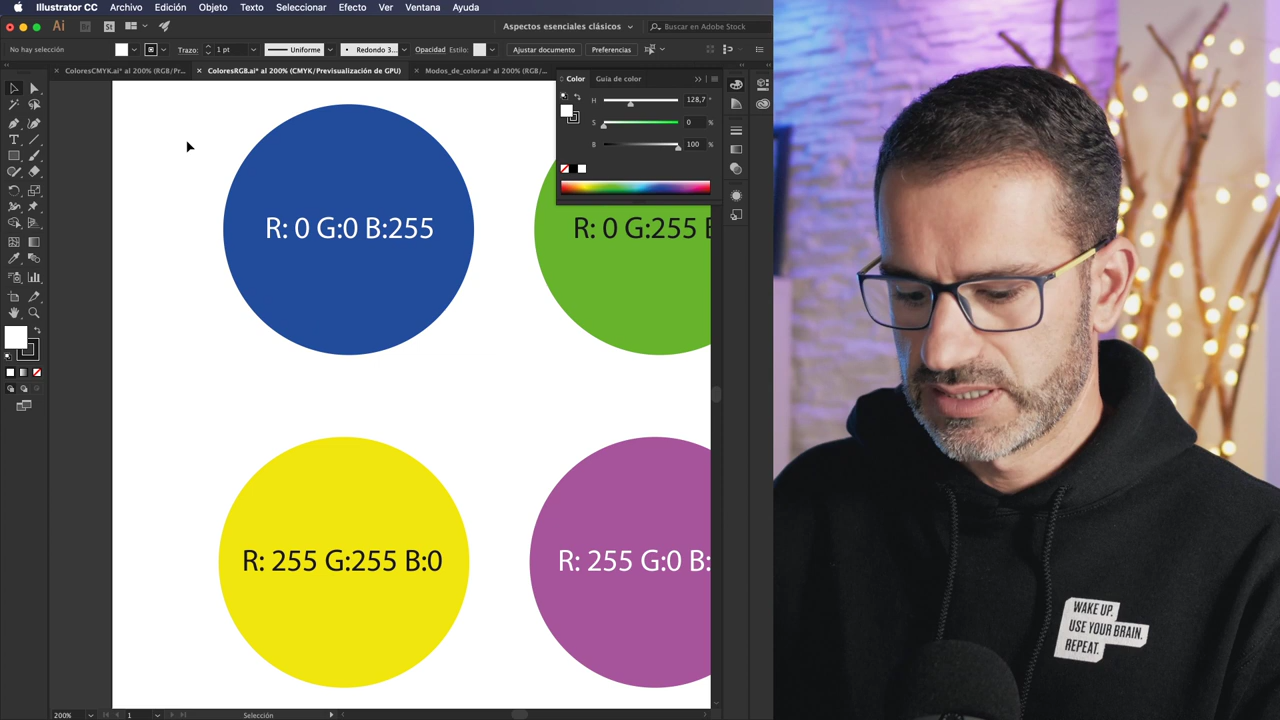 Illustrator CC Archivo Edición Objeto Texto Seleccionar Efecto Ver Ventana Ayuda
Ai Br St Aspectos esenciales clásicos Buscar en Adobe Stock
No hay selección Trazo: 1 pt Uniforme Redondo 3... Opacidad Estilo: Ajustar documento Preferencias
ColoresCMYK.ai* al 200% (RGB/Pr... ColoresRGB.ai* al 200% (CMYK/Previsualización de GPU) Modos_de_color.ai* al 200% (RGB/...
Color Guía de color
H 128,7 °
S 0 %
B 100 %
R: 0 G:0 B:255
R: 0 G:255 B
R: 255 G:255 B:0
R: 255 G:0 B:
200% 1 Selección
WAKE UP.
USE YOUR BRAIN.
REPEAT.